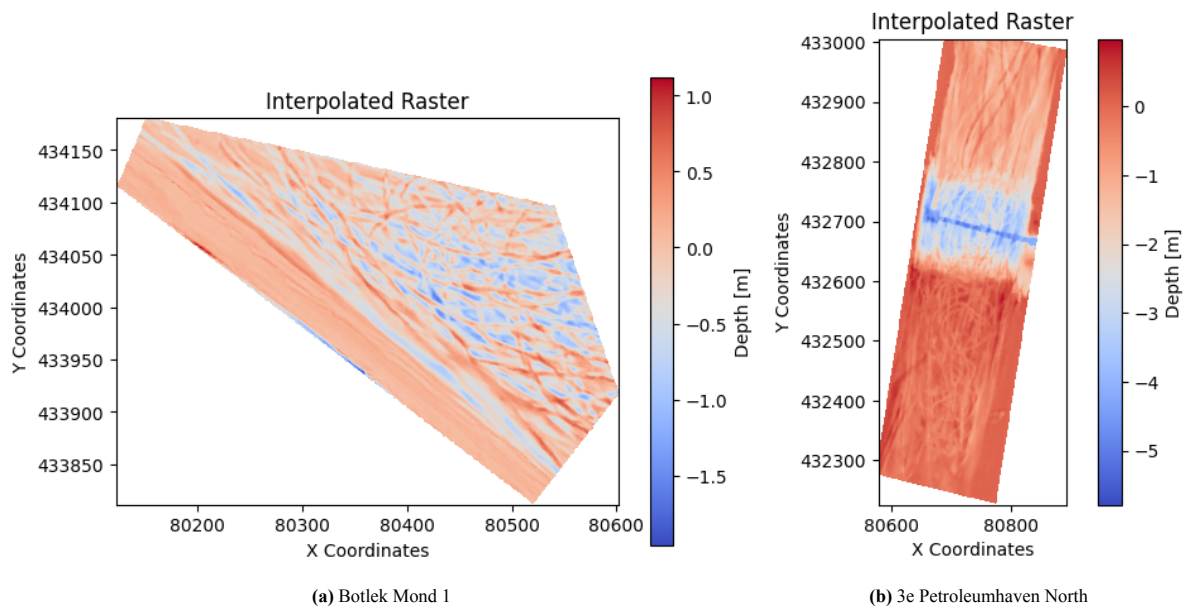 Interpolated Raster
434150
434100
434050
434000
433950
433900
433850
80200 80300 80400 80500 80600
X Coordinates
Y Coordinates
1.0
0.5
0.0
−0.5
−1.0
−1.5
Depth [m]
(a) Botlek Mond 1
Interpolated Raster
433000
432900
432800
432700
432600
432500
432400
432300
80600 80800
X Coordinates
Y Coordinates
0
−1
−2
−3
−4
−5
Depth [m]
(b) 3e Petroleumhaven North